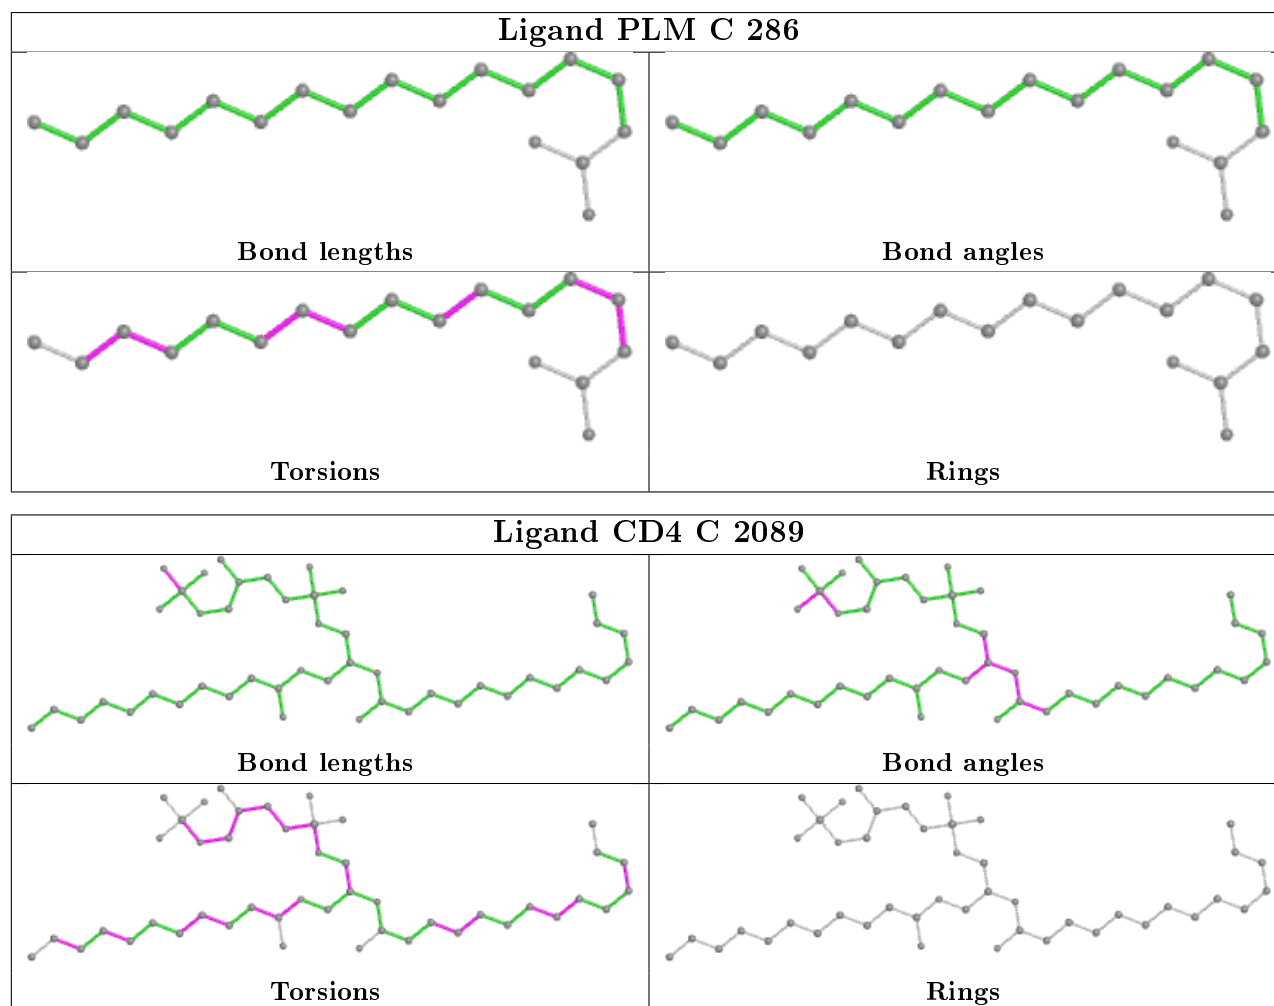 Ligand PLM C 286
Bond lengths
Bond angles
Torsions
Rings
Ligand CD4 C 2089
Bond lengths
Bond angles
Torsions
Rings